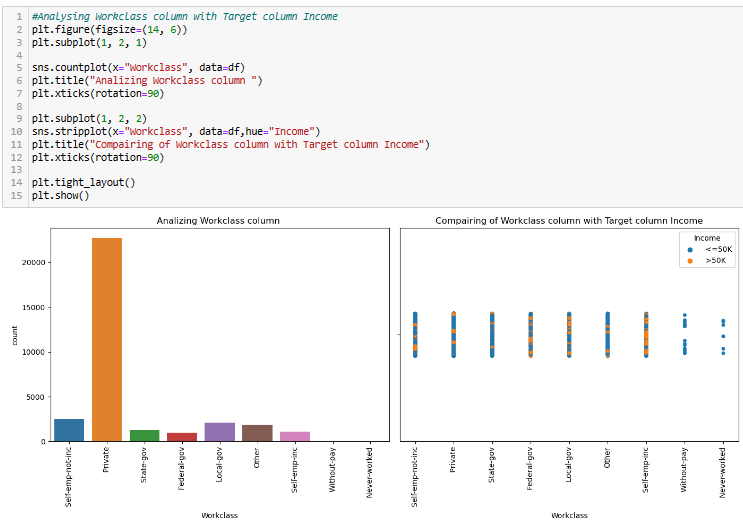 1 #Analysing Workclass column with Target column Income
2 plt.figure(figsize=(14, 6))
3 plt.subplot(1, 2, 1)
4
5 sns.countplot(x="Workclass", data=df)
6 plt.title("Analizing Workclass column ")
7 plt.xticks(rotation=90)
8
9 plt.subplot(1, 2, 2)
10 sns.stripplot(x="Workclass", data=df,hue="Income")
11 plt.title("Compairing of Workclass column with Target column Income")
12 plt.xticks(rotation=90)
13
14 plt.tight_layout()
15 plt.show()
Analizing Workclass column
20000
15000
10000
5000
0
count
Self-emp-not-inc
Private
State-gov
Federal-gov
Local-gov
Other
Self-emp-inc
Without-pay
Never-worked
Workclass
Compairing of Workclass column with Target column Income
Income
<=50K
>50K
Self-emp-not-inc
Private
State-gov
Federal-gov
Local-gov
Other
Self-emp-inc
Without-pay
Never-worked
Workclass